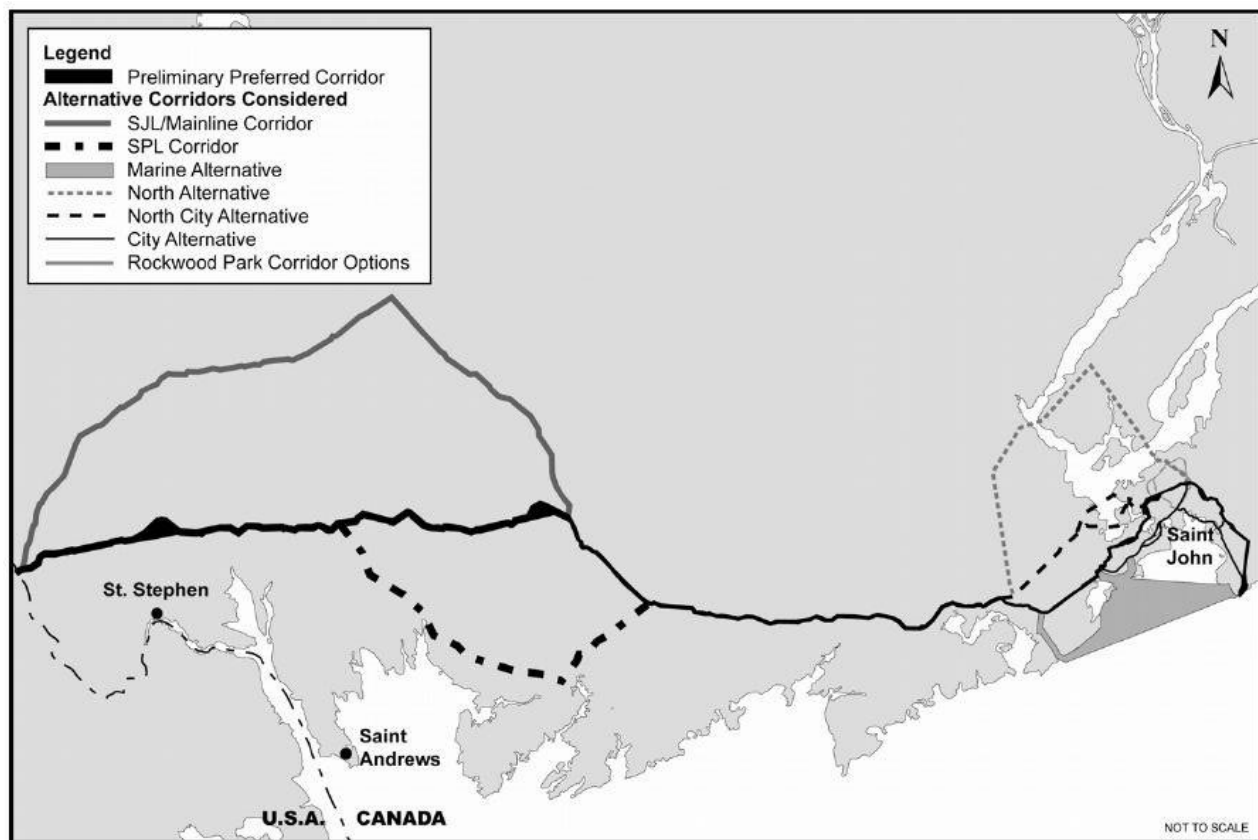 Legend
Preliminary Preferred Corridor
Alternative Corridors Considered
SJL/Mainline Corridor
SPL Corridor
Marine Alternative
North Alternative
North City Alternative
City Alternative
Rockwood Park Corridor Options
N
St. Stephen
Saint
John
Saint
Andrews
U.S.A. CANADA
NOT TO SCALE